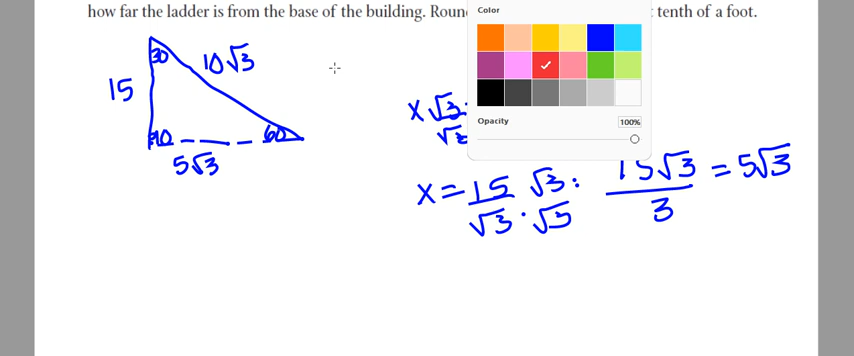 how far the ladder is from the base of the building. Roun
tenth of a foot.
Color
30
10√3
15
90
60
5√3
x √3
Opacity
100%
x = 15 √3 : 15√3 = 5√3
√3 · √3 3